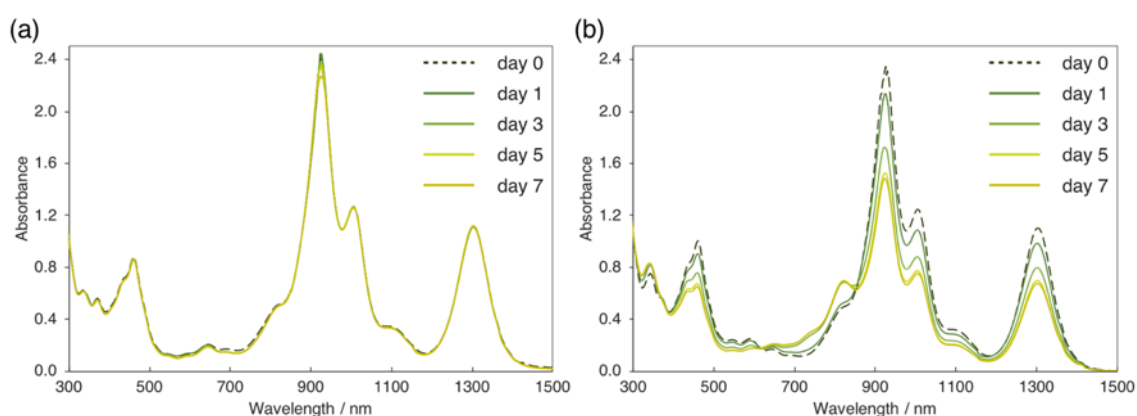 (a)
Absorbance
2.4
2.0
1.6
1.2
0.8
0.4
0.0
300 500 700 900 1100 1300 1500
Wavelength / nm
day 0
day 1
day 3
day 5
day 7
(b)
Absorbance
2.4
2.0
1.6
1.2
0.8
0.4
0.0
300 500 700 900 1100 1300 1500
Wavelength / nm
day 0
day 1
day 3
day 5
day 7